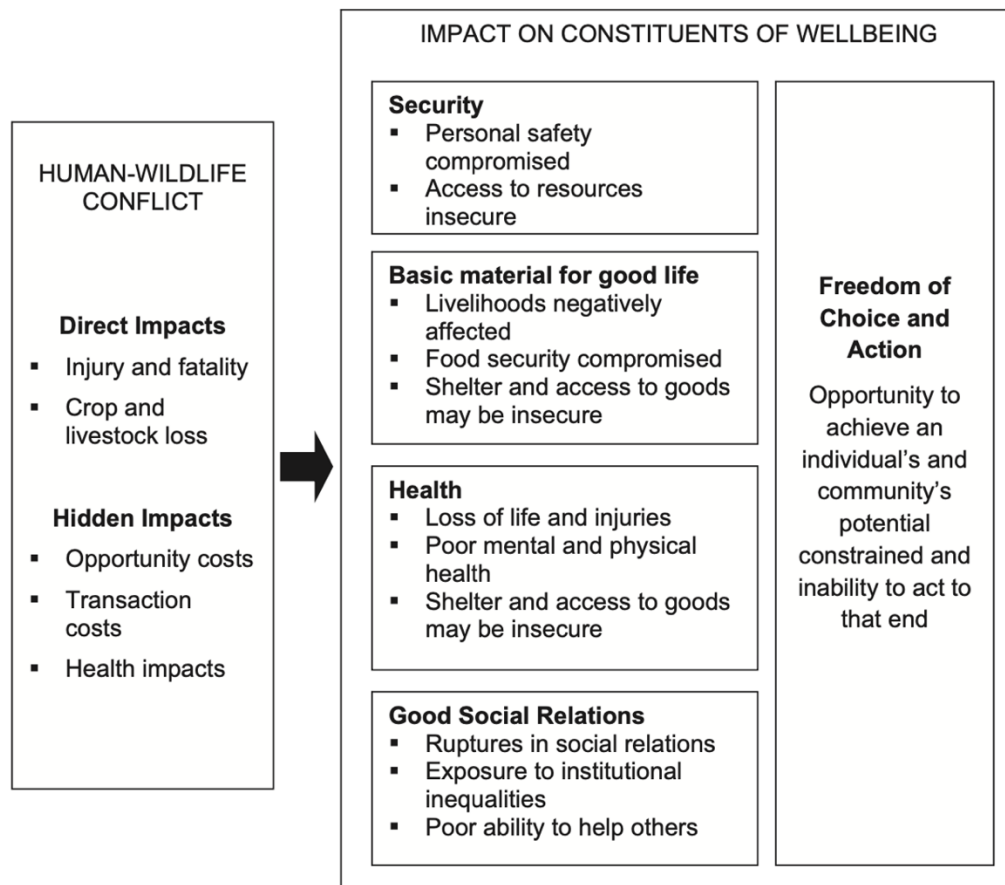 HUMAN-WILDLIFE
CONFLICT
Direct Impacts
▪ Injury and fatality
▪ Crop and
livestock loss
Hidden Impacts
▪ Opportunity costs
▪ Transaction
costs
▪ Health impacts
IMPACT ON CONSTITUENTS OF WELLBEING
Security
▪ Personal safety
compromised
▪ Access to resources
insecure
Basic material for good life
▪ Livelihoods negatively
affected
▪ Food security compromised
▪ Shelter and access to goods
may be insecure
Health
▪ Loss of life and injuries
▪ Poor mental and physical
health
▪ Shelter and access to goods
may be insecure
Good Social Relations
▪ Ruptures in social relations
▪ Exposure to institutional
inequalities
▪ Poor ability to help others
Freedom of
Choice and
Action
Opportunity to
achieve an
individual’s and
community’s
potential
constrained and
inability to act to
that end